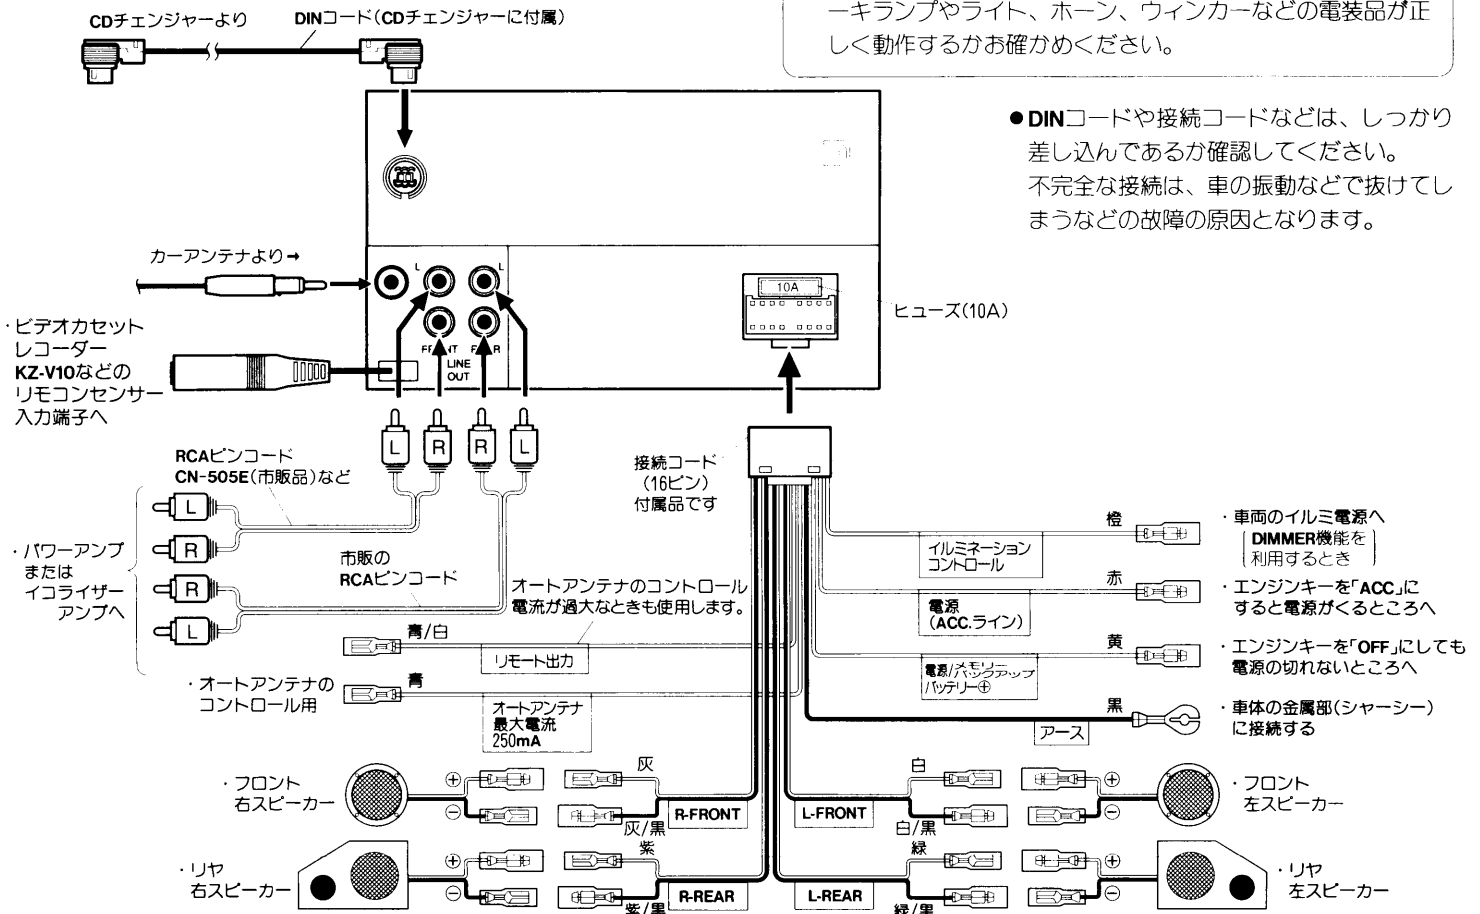 CDチェンジャーより
DINコード(CDチェンジャーに付属)
ーキランプやライト、ホーン、ウィンカーなどの電装品が正
しく動作するかお確かめください。
●DINコードや接続コードなどは、しっかり
差し込んであるか確認してください。
不完全な接続は、車の振動などで抜けてし
まうなどの故障の原因となります。
カーアンテナより→
L
L
10A
ヒューズ(10A)
・ビデオカセット
レコーダー
KZ-V10などの
リモコンセンサー
入力端子へ
LINE
OUT
L
R
R
L
RCAピンコード
CN-505E(市販品)など
接続コード
(16ピン)
付属品です
L
R
R
L
・パワーアンプ
または
イコライザー
アンプへ
市販の
RCAピンコード
オートアンテナのコントロール
電流が過大なときも使用します。
青/白
リモート出力
・オートアンテナの
コントロール用
青
オートアンテナ
最大電流
250mA
橙
イルミネーション
コントロール
・車両のイルミ電源へ
DIMMER機能を
利用するとき
赤
電源
(ACC.ライン)
・エンジンキーを「ACC」に
すると電源がくるところへ
黄
電源/メモリー
バックアップ
バッテリー⊕
・エンジンキーを「OFF」にしても
電源の切れないところへ
黒
アース
・車体の金属部(シャーシー)
に接続する
・フロント
右スピーカー
⊕
⊖
灰
灰/黒
R-FRONT
L-FRONT
白
白/黒
⊕
⊖
・フロント
左スピーカー
・リヤ
右スピーカー
⊕
⊖
紫
紫/黒
R-REAR
L-REAR
緑
緑/黒
⊕
⊖
・リヤ
左スピーカー